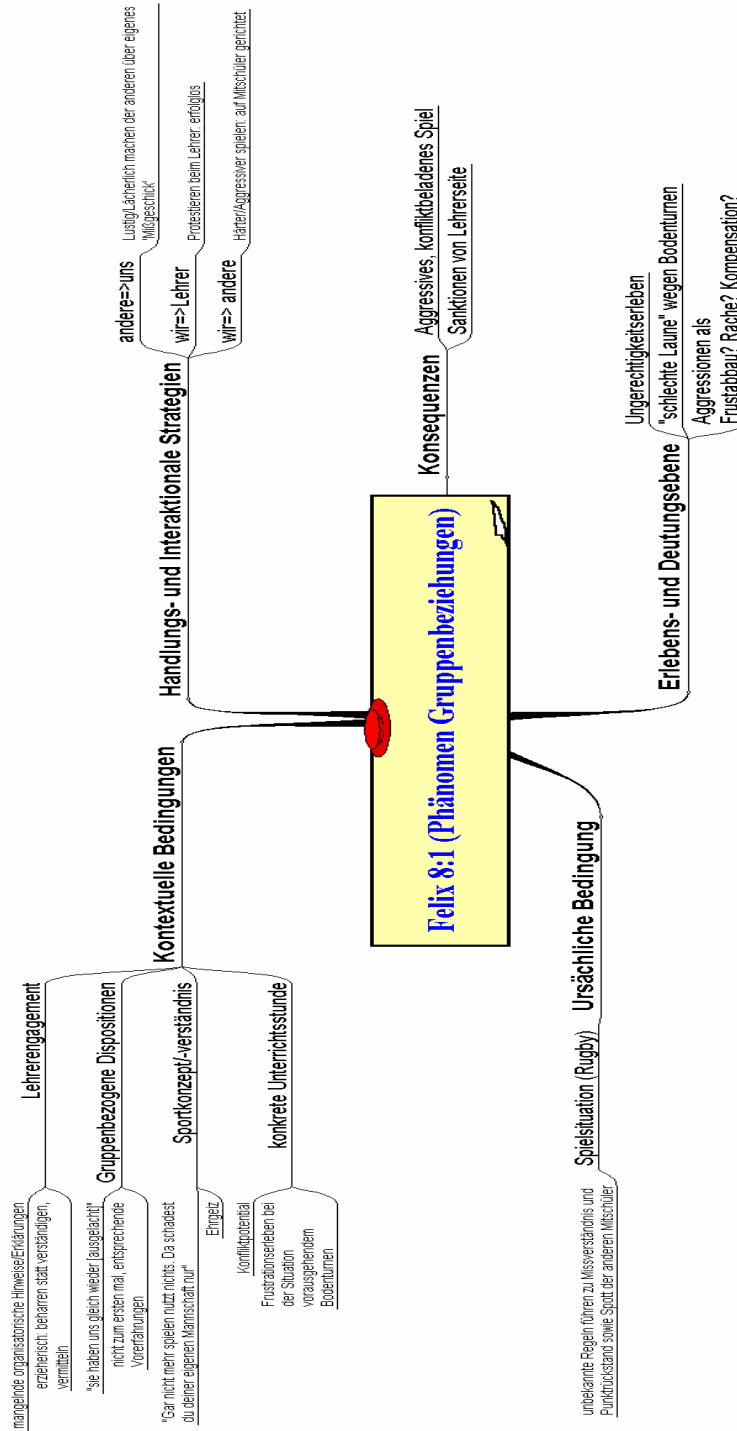 Felix 8:1 (Phänomen Gruppenbeziehungen)
Kontextuelle Bedingungen
Lehrerengagement
mangelnde organisatorische Hinweise/Erklärungen
erzieherisch: beharren statt verständigen,
vermitteln
Gruppenbezogene Dispositionen
"sie haben uns gleich wieder [ausgelacht]"
nicht zum ersten mal, entsprechende
Vorerfahrungen
Sportkonzept/-verständnis
"Gar nicht mehr spielen nutzt nichts. Da schadest
du deiner eigenen Mannschaft nur"
Ehrgeiz
konkrete Unterrichtsstunde
Konfliktpotential
Frustrationserleben bei
der Situation
vorausgehendem
Bodenturnen
Handlungs- und Interaktionale Strategien
andere=>uns
Lustig/Lächerlich machen der anderen über eigenes
'Mißgeschick'
wir=>Lehrer
Protestieren beim Lehrer: erfolglos
wir=> andere
Härter/Aggressiver spielen: auf Mitschüler gerichtet
Konsequenzen
Aggressives, konfliktbeladenes Spiel
Sanktionen von Lehrerseite
Erlebens- und Deutungsebene
Ungerechtigkeitserleben
"schlechte Laune" wegen Bodenturnen
Aggressionen als
Frustabbau? Rache? Kompensation?
Ursächliche Bedingung
Spielsituation (Rugby)
unbekannte Regeln führen zu Missverständnis und
Punktrückstand sowie Spott der anderen Mitschüler